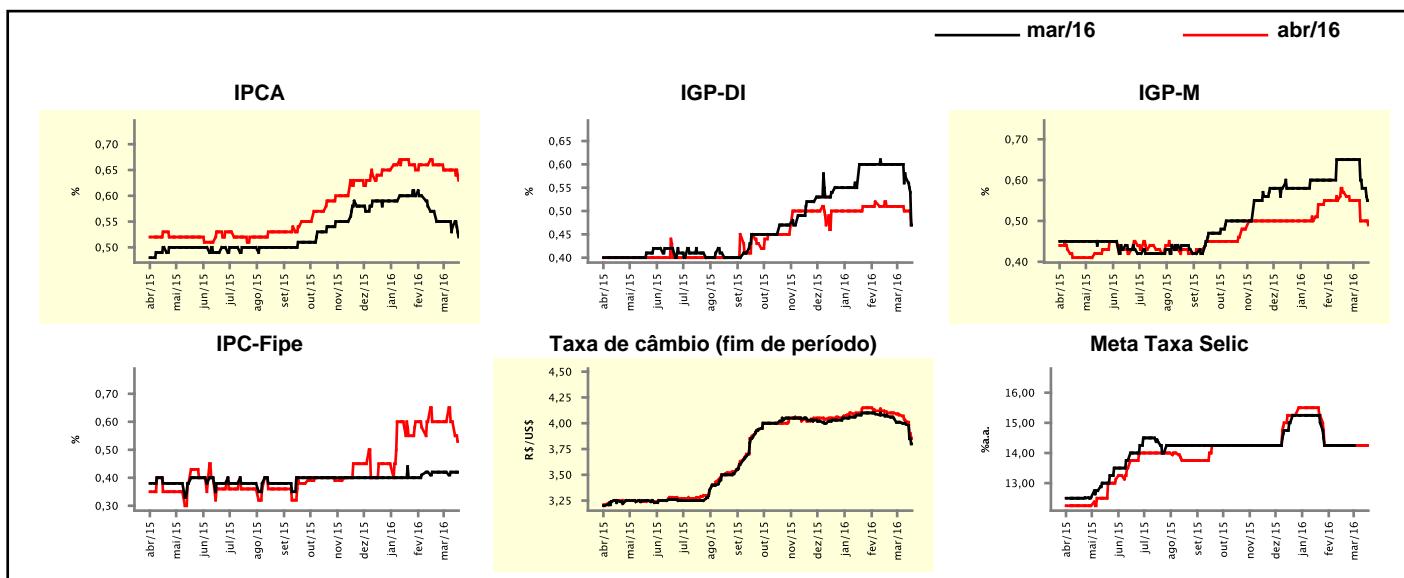 mar/16 abr/16
IPCA
0,70
0,65
0,60
0,55
0,50
%
abr/15 mai/15 jun/15 jul/15 ago/15 set/15 out/15 nov/15 dez/15 jan/16 fev/16 mar/16
IGP-DI
0,65
0,60
0,55
0,50
0,45
0,40
%
abr/15 mai/15 jun/15 jul/15 ago/15 set/15 out/15 nov/15 dez/15 jan/16 fev/16 mar/16
IGP-M
0,70
0,60
0,50
0,40
%
abr/15 mai/15 jun/15 jul/15 ago/15 set/15 out/15 nov/15 dez/15 jan/16 fev/16 mar/16
IPC-Fipe
0,70
0,60
0,50
0,40
0,30
%
abr/15 mai/15 jun/15 jul/15 ago/15 set/15 out/15 nov/15 dez/15 jan/16 fev/16 mar/16
Taxa de câmbio (fim de período)
4,50
4,25
4,00
3,75
3,50
3,25
R$/US$
abr/15 mai/15 jun/15 jul/15 ago/15 set/15 out/15 nov/15 dez/15 jan/16 fev/16 mar/16
Meta Taxa Selic
16,00
15,00
14,00
13,00
%a.a.
abr/15 mai/15 jun/15 jul/15 ago/15 set/15 out/15 nov/15 dez/15 jan/16 fev/16 mar/16